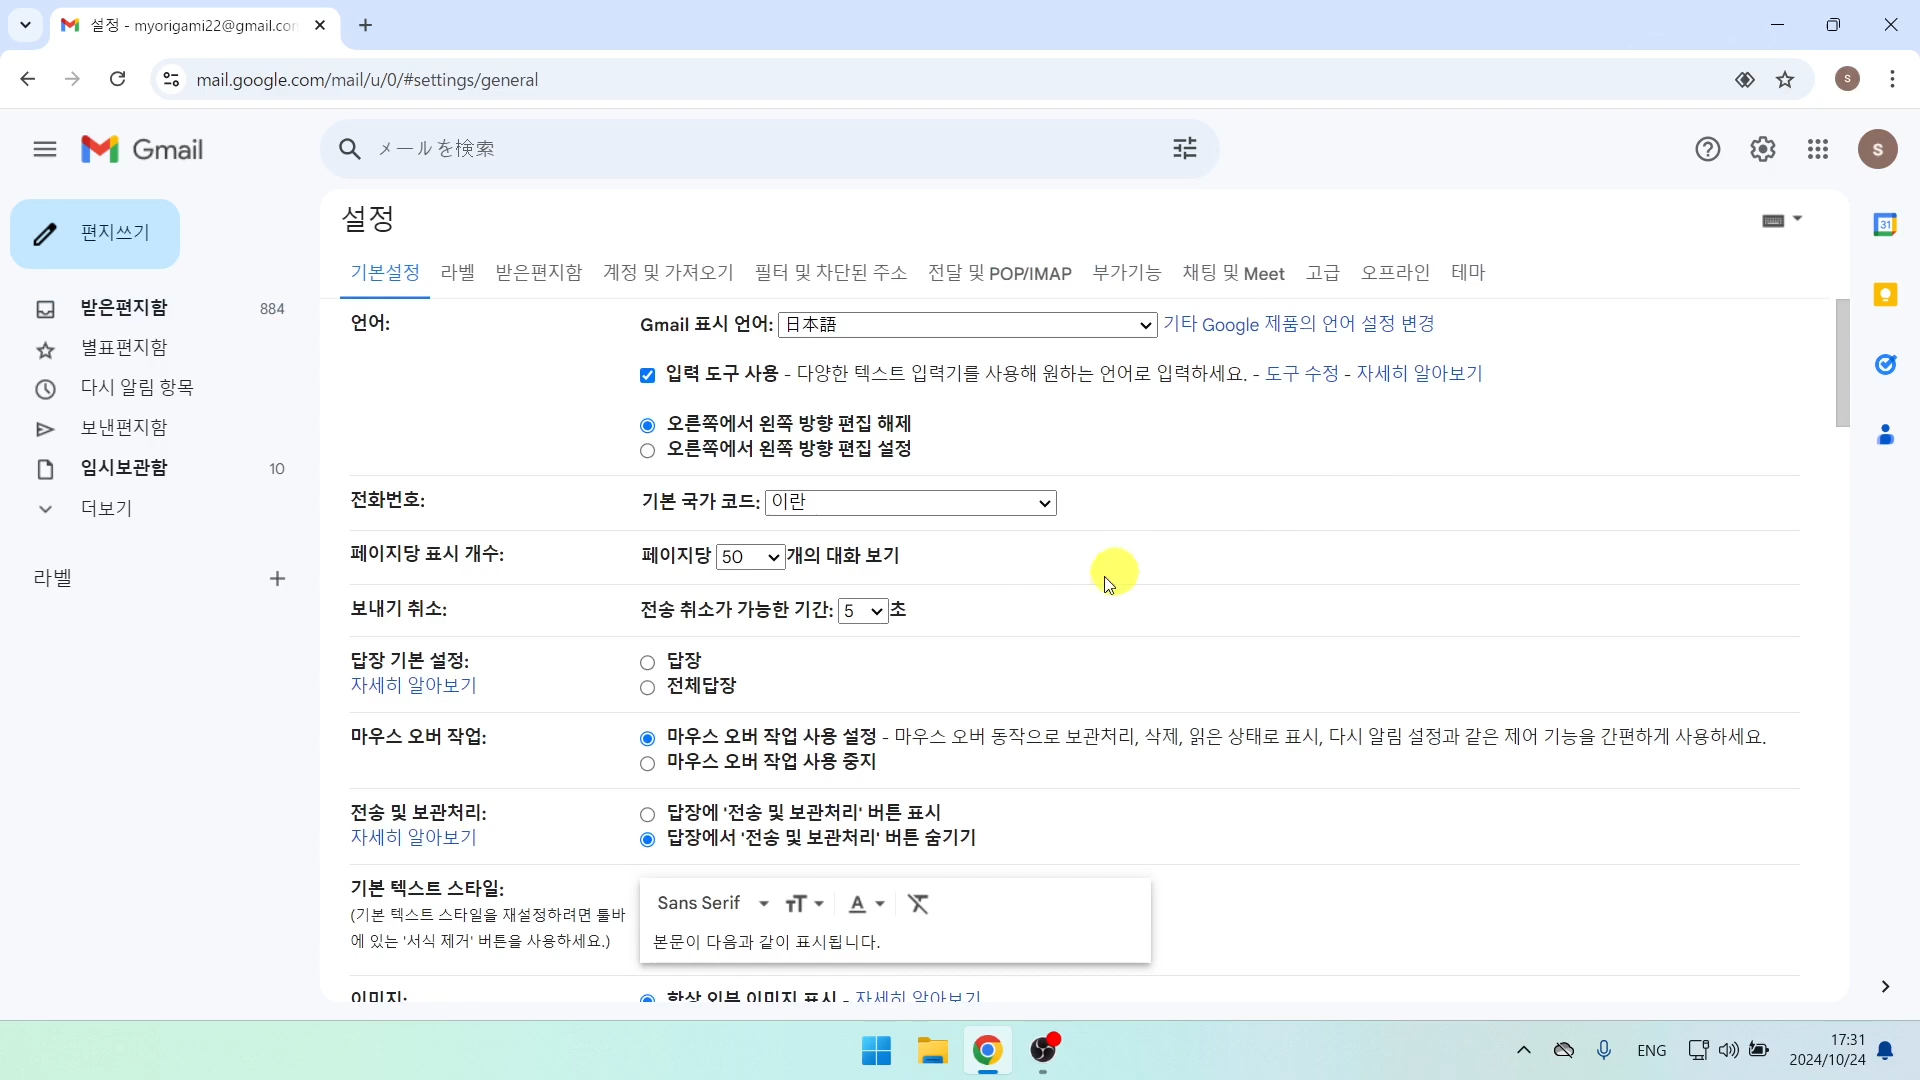 설정 - myorigami22@gmail.com
mail.google.com/mail/u/0/#settings/general
S
Gmail
メールを検索
S
편지쓰기
받은편지함 884
별표편지함
다시 알림 항목
보낸편지함
임시보관함 10
더보기
라벨
설정
기본설정 라벨 받은편지함 계정 및 가져오기 필터 및 차단된 주소 전달 및 POP/IMAP 부가기능 채팅 및 Meet 고급 오프라인 테마
언어: Gmail 표시 언어: 日本語 기타 Google 제품의 언어 설정 변경
입력 도구 사용 - 다양한 텍스트 입력기를 사용해 원하는 언어로 입력하세요. - 도구 수정 - 자세히 알아보기
오른쪽에서 왼쪽 방향 편집 해제
오른쪽에서 왼쪽 방향 편집 설정
전화번호: 기본 국가 코드: 이란
페이지당 표시 개수: 페이지당 50 개의 대화 보기
보내기 취소: 전송 취소가 가능한 기간: 5 초
답장 기본 설정: 답장
자세히 알아보기 전체답장
마우스 오버 작업: 마우스 오버 작업 사용 설정 - 마우스 오버 동작으로 보관처리, 삭제, 읽은 상태로 표시, 다시 알림 설정과 같은 제어 기능을 간편하게 사용하세요.
마우스 오버 작업 사용 중지
전송 및 보관처리: 답장에 '전송 및 보관처리' 버튼 표시
자세히 알아보기 답장에서 '전송 및 보관처리' 버튼 숨기기
기본 텍스트 스타일:
(기본 텍스트 스타일을 재설정하려면 툴바
에 있는 '서식 제거' 버튼을 사용하세요.)
Sans Serif
본문이 다음과 같이 표시됩니다.
이미지: 항상 외부 이미지 표시 - 자세히 알아보기
31
ENG
17:31
2024/10/24